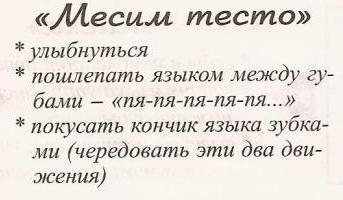 «Месим тесто»
* улыбнуться
* пошлепать языком между гу-
бами – «пя-пя-пя-пя-пя...»
* покусать кончик языка зубка-
ми (чередовать эти два дви-
жения)